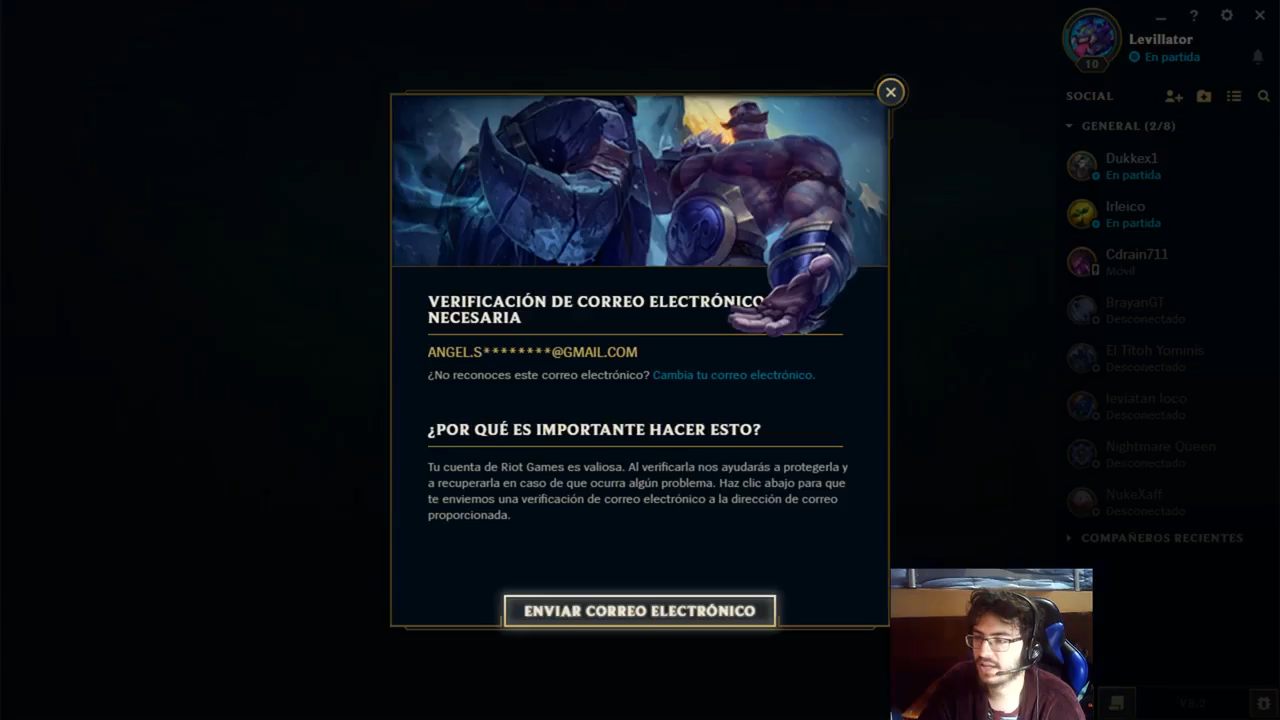 Levillator
En partida
10
SOCIAL
GENERAL (2/8)
Dukkex1
En partida
Irleico
En partida
Cdrain711
Móvil
BrayanGT
Desconectado
El Titoh Yominis
Desconectado
leviatan loco
Desconectado
Nightmare Qüeen
Desconectado
NukeXaff
Desconectado
COMPAÑEROS RECIENTES
VERIFICACIÓN DE CORREO ELECTRÓNICO
NECESARIA
ANGEL.S********@GMAIL.COM
¿No reconoces este correo electrónico? Cambia tu correo electrónico.
¿POR QUÉ ES IMPORTANTE HACER ESTO?
Tu cuenta de Riot Games es valiosa. Al verificarla nos ayudarás a protegerla y
a recuperarla en caso de que ocurra algún problema. Haz clic abajo para que
te enviemos una verificación de correo electrónico a la dirección de correo
proporcionada.
ENVIAR CORREO ELECTRÓNICO